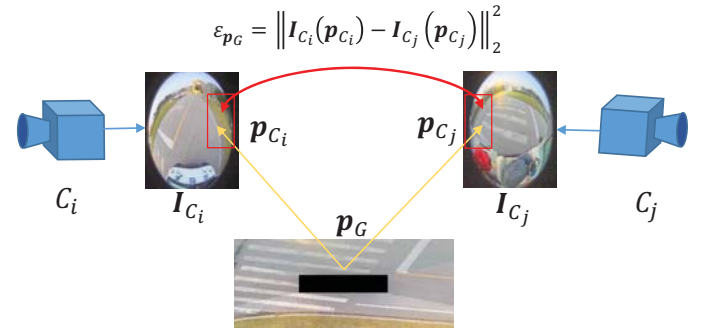 ε_{p_G} = ‖I_{C_i}(p_{C_i}) − I_{C_j}(p_{C_j})‖_2^2
p_{C_i} p_{C_j}
C_i I_{C_i} I_{C_j} C_j
p_G